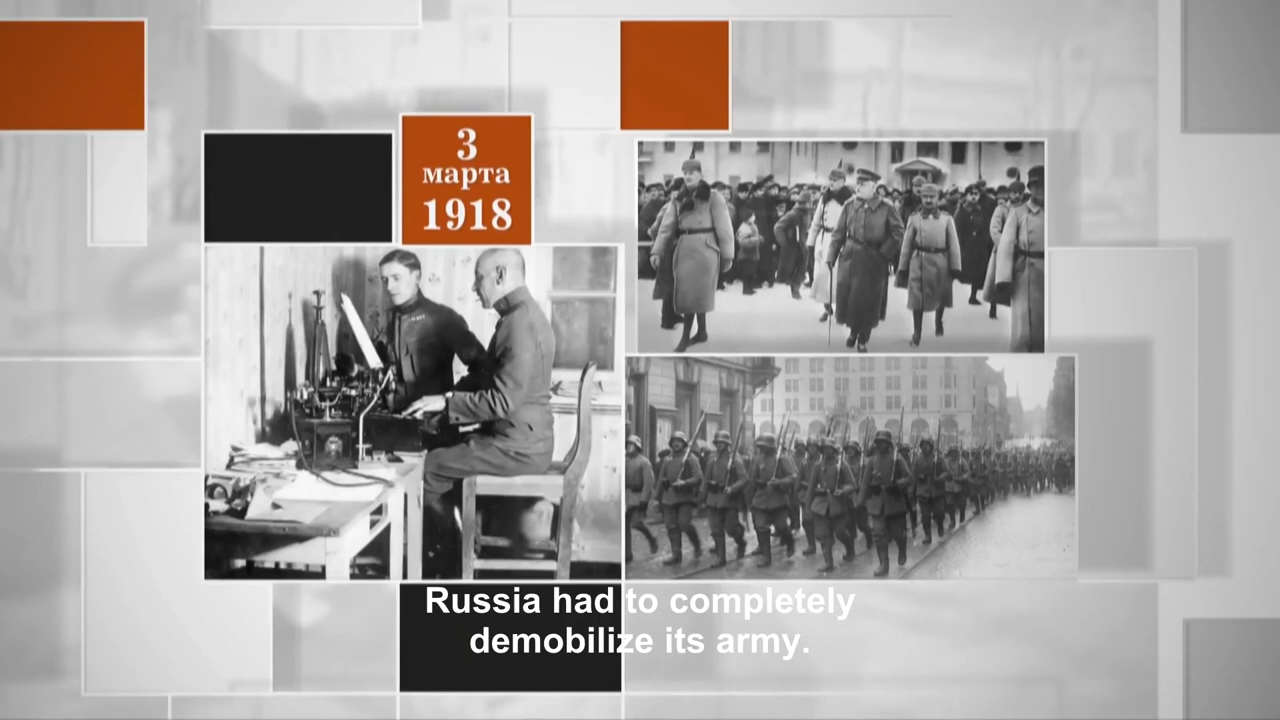 3
марта
1918
Russia had to completely
demobilize its army.